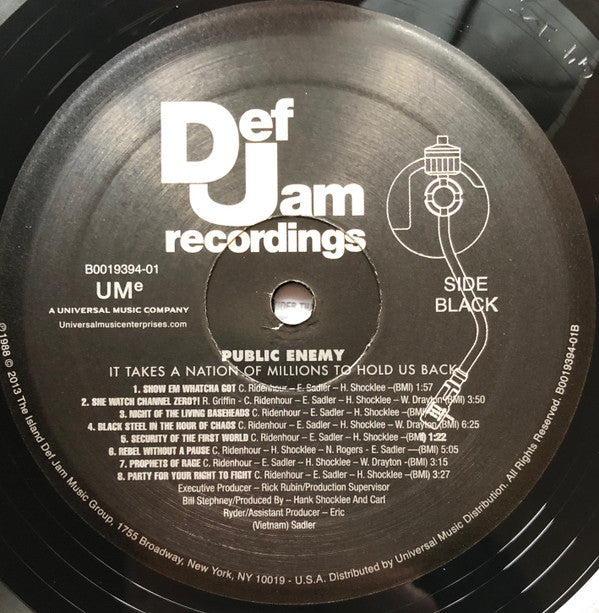 Def
Jam
recordings
B0019394-01
UMe
A UNIVERSAL MUSIC COMPANY
Universalmusicenterprises.com
SIDE
BLACK
PUBLIC ENEMY
IT TAKES A NATION OF MILLIONS TO HOLD US BACK
1. SHOW EM WHATCHA GOT C. Ridenhour – E. Sadler – H. Shocklee –(BMI) 1:57
2. SHE WATCH CHANNEL ZERO?! R. Griffin - C. Ridenhour - E. Sadler – H. Shocklee – W. Drayton (BMI) 3:50
3. NIGHT OF THE LIVING BASEHEADS C. Ridenhour – E. Sadler – H. Shocklee –(BMI) 3:14
4. BLACK STEEL IN THE HOUR OF CHAOS C. Ridenhour – E. Sadler – H. Shocklee – W. Drayton (BMI) 6:25
5. SECURITY OF THE FIRST WORLD C. Ridenhour – E. Sadler – H. Shocklee –(BMI) 1:22
6. REBEL WITHOUT A PAUSE C. Ridenhour – H. Shocklee – N. Rogers - E. Sadler —(BMI) 5:05
7. PROPHETS OF RAGE C. Ridenhour – E. Sadler – H. Shocklee – W. Drayton -(BMI) 3:15
8. PARTY FOR YOUR RIGHT TO FIGHT C. Ridenhour – E. Sadler – H. Shocklee –(BMI) 3:27
Executive Producer – Rick Rubin/Production Supervisor
Bill Stephney/Produced By – Hank Shocklee And Carl
Ryder/Assistant Producer – Eric
(Vietnam) Sadler
℗1988 © 2013 The Island Def Jam Music Group, 1755 Broadway, New York, NY 10019 - U.S.A. Distributed by Universal Music Distribution. All Rights Reserved. B0019394-01B